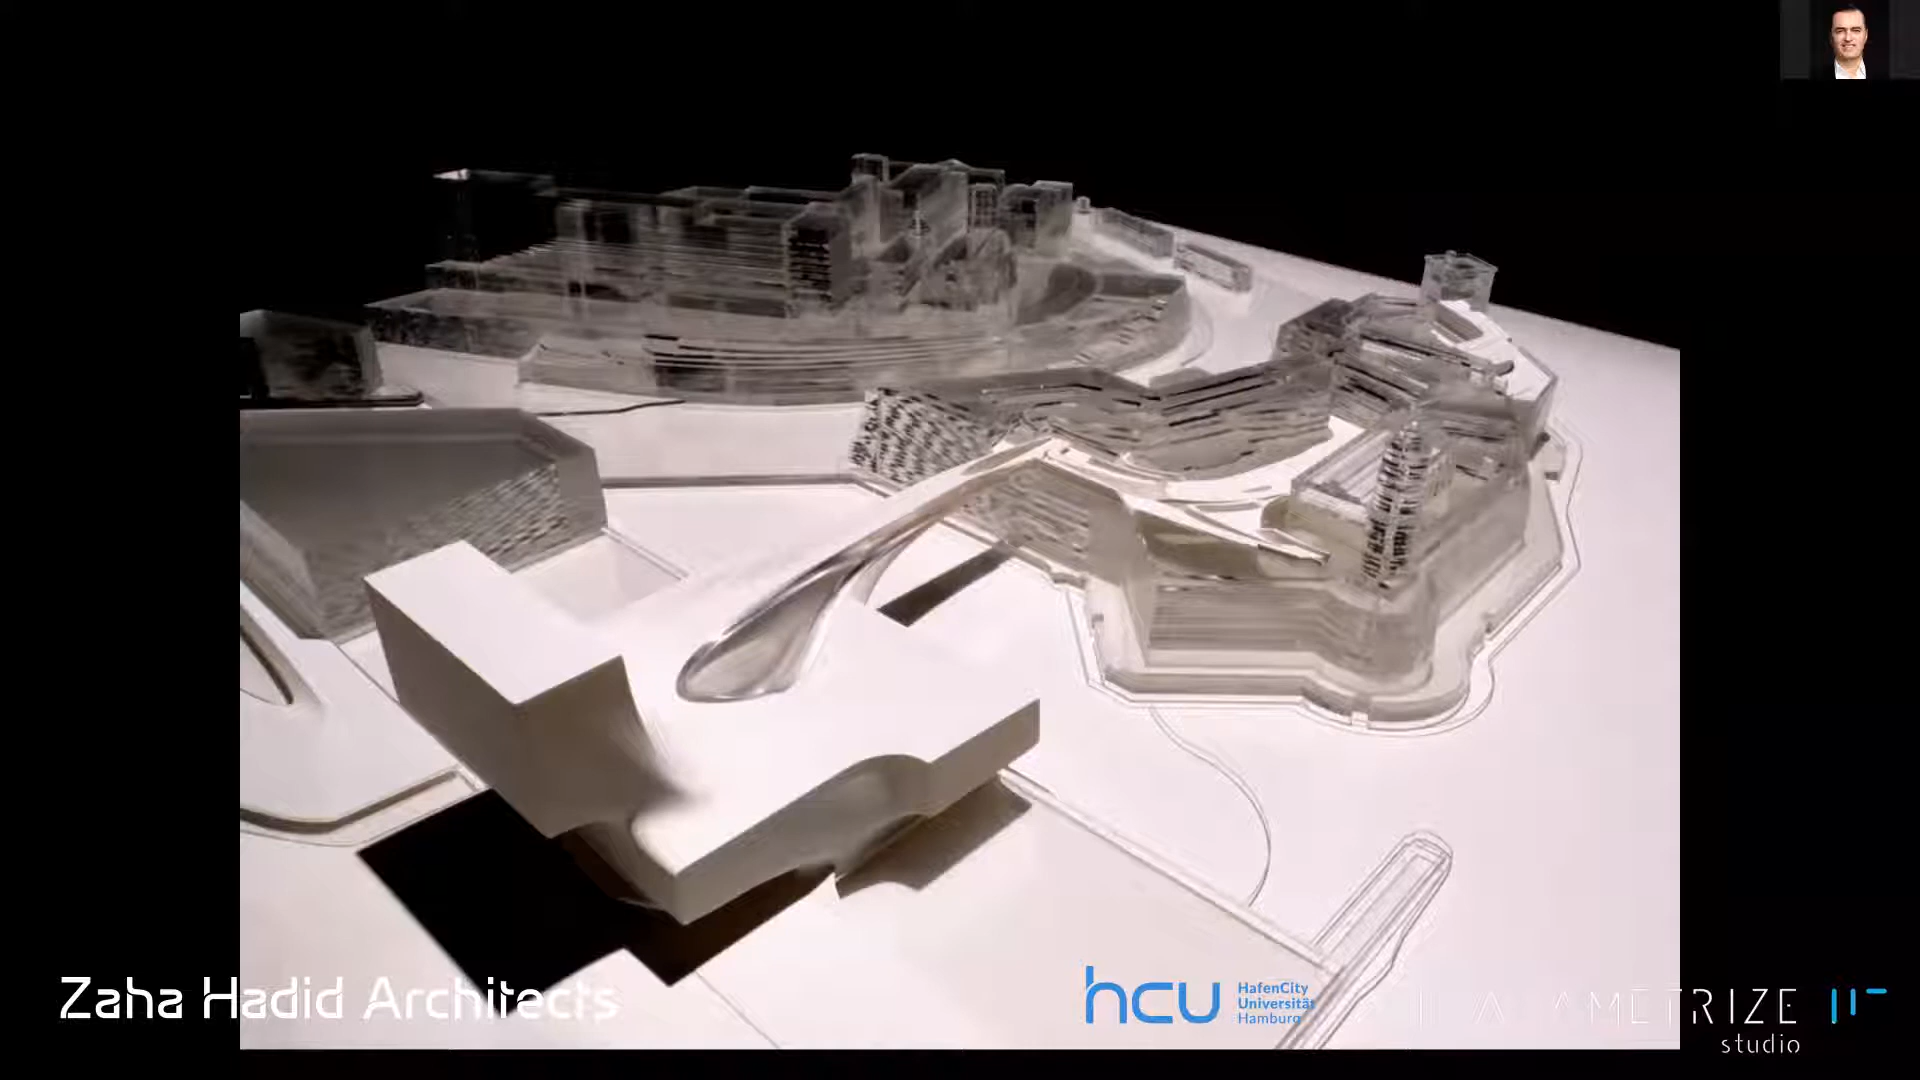 Zaha Hadid Architects
hcu
HafenCity
Universität
Hamburg
studio